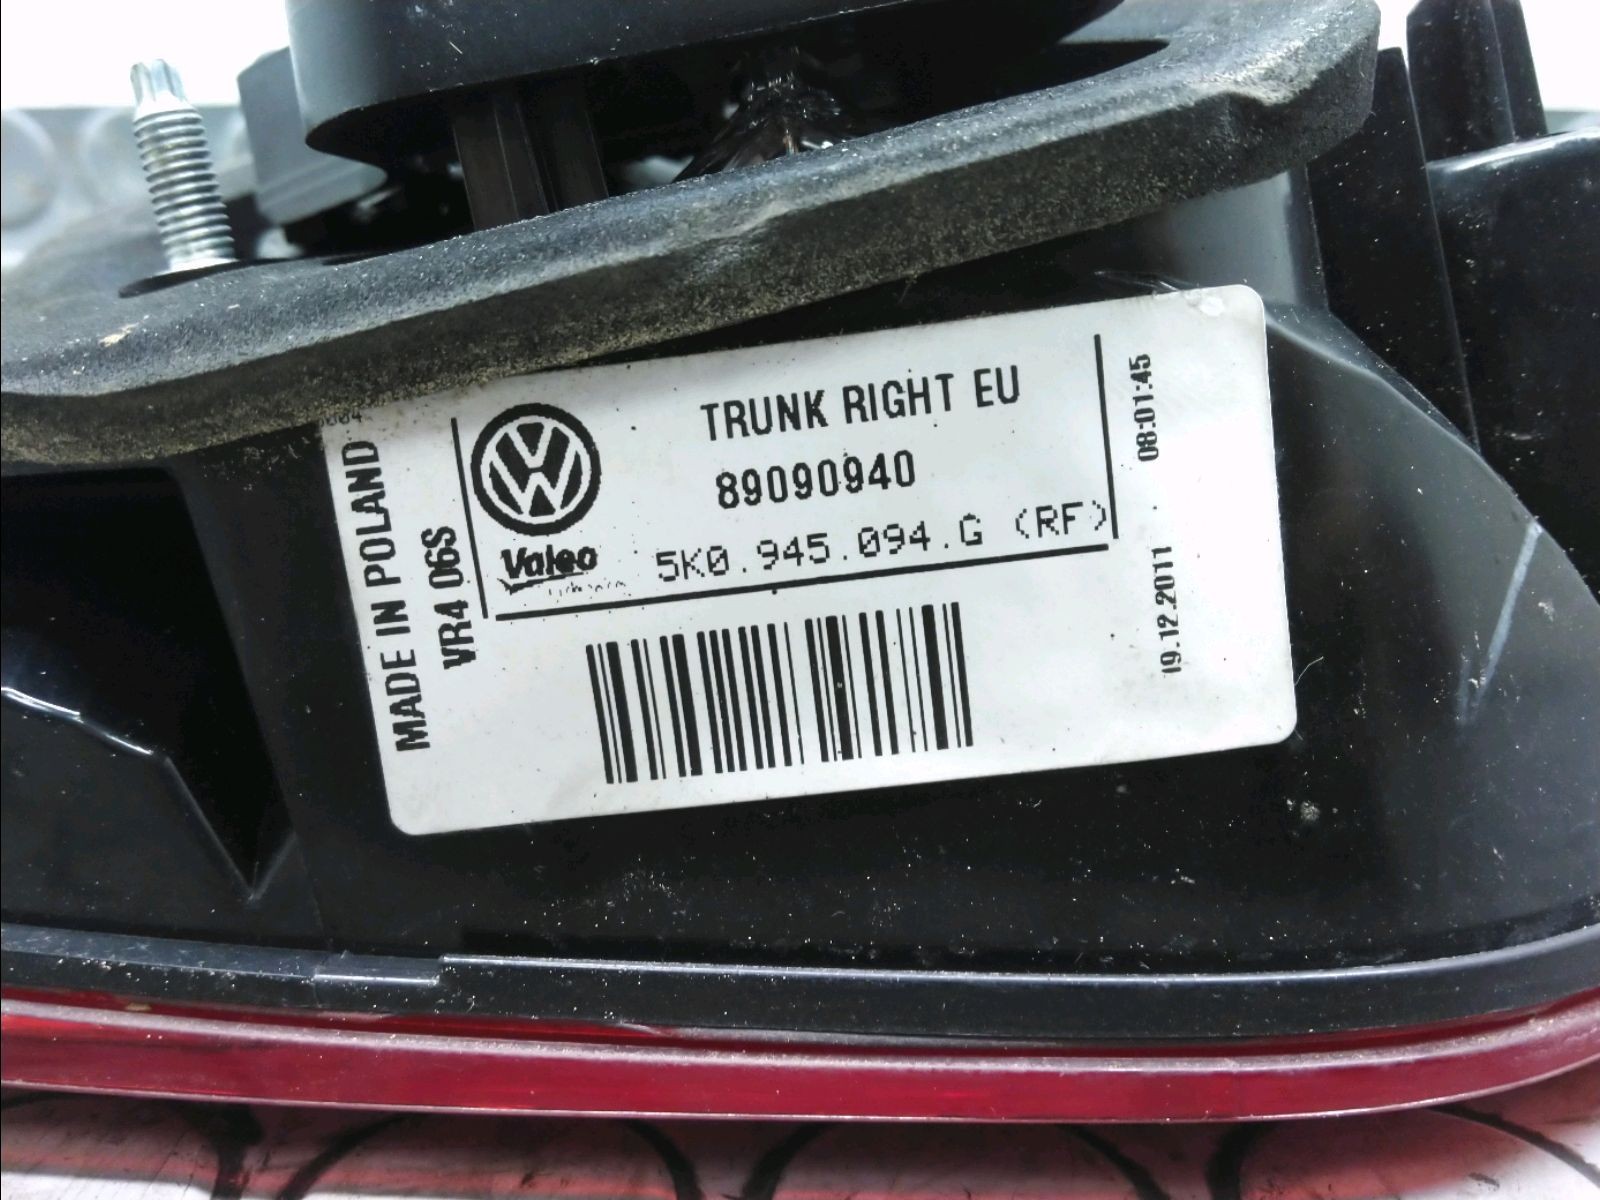 MADE IN POLAND
VR4 06S
Valeo
TRUNK RIGHT EU
89090940
5K0.945.094.G (RF)
19.12.2011
08:01:45